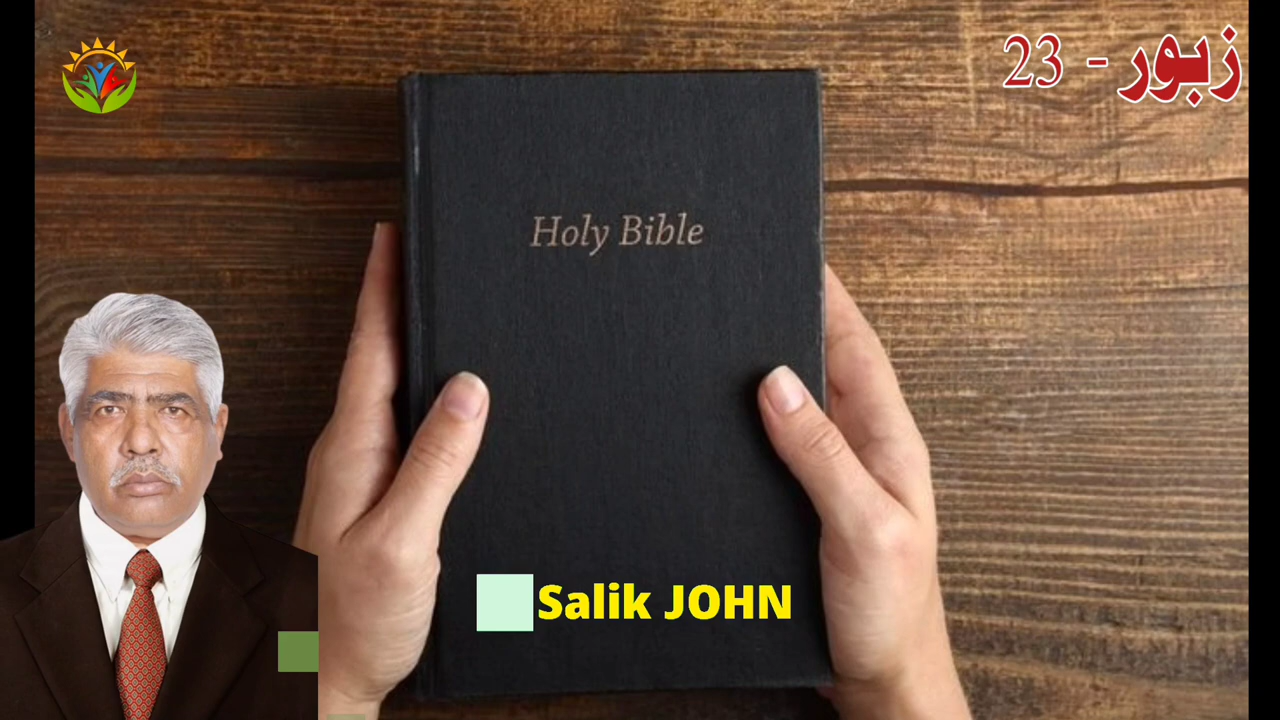 زبور - 23
Holy Bible
Salik JOHN